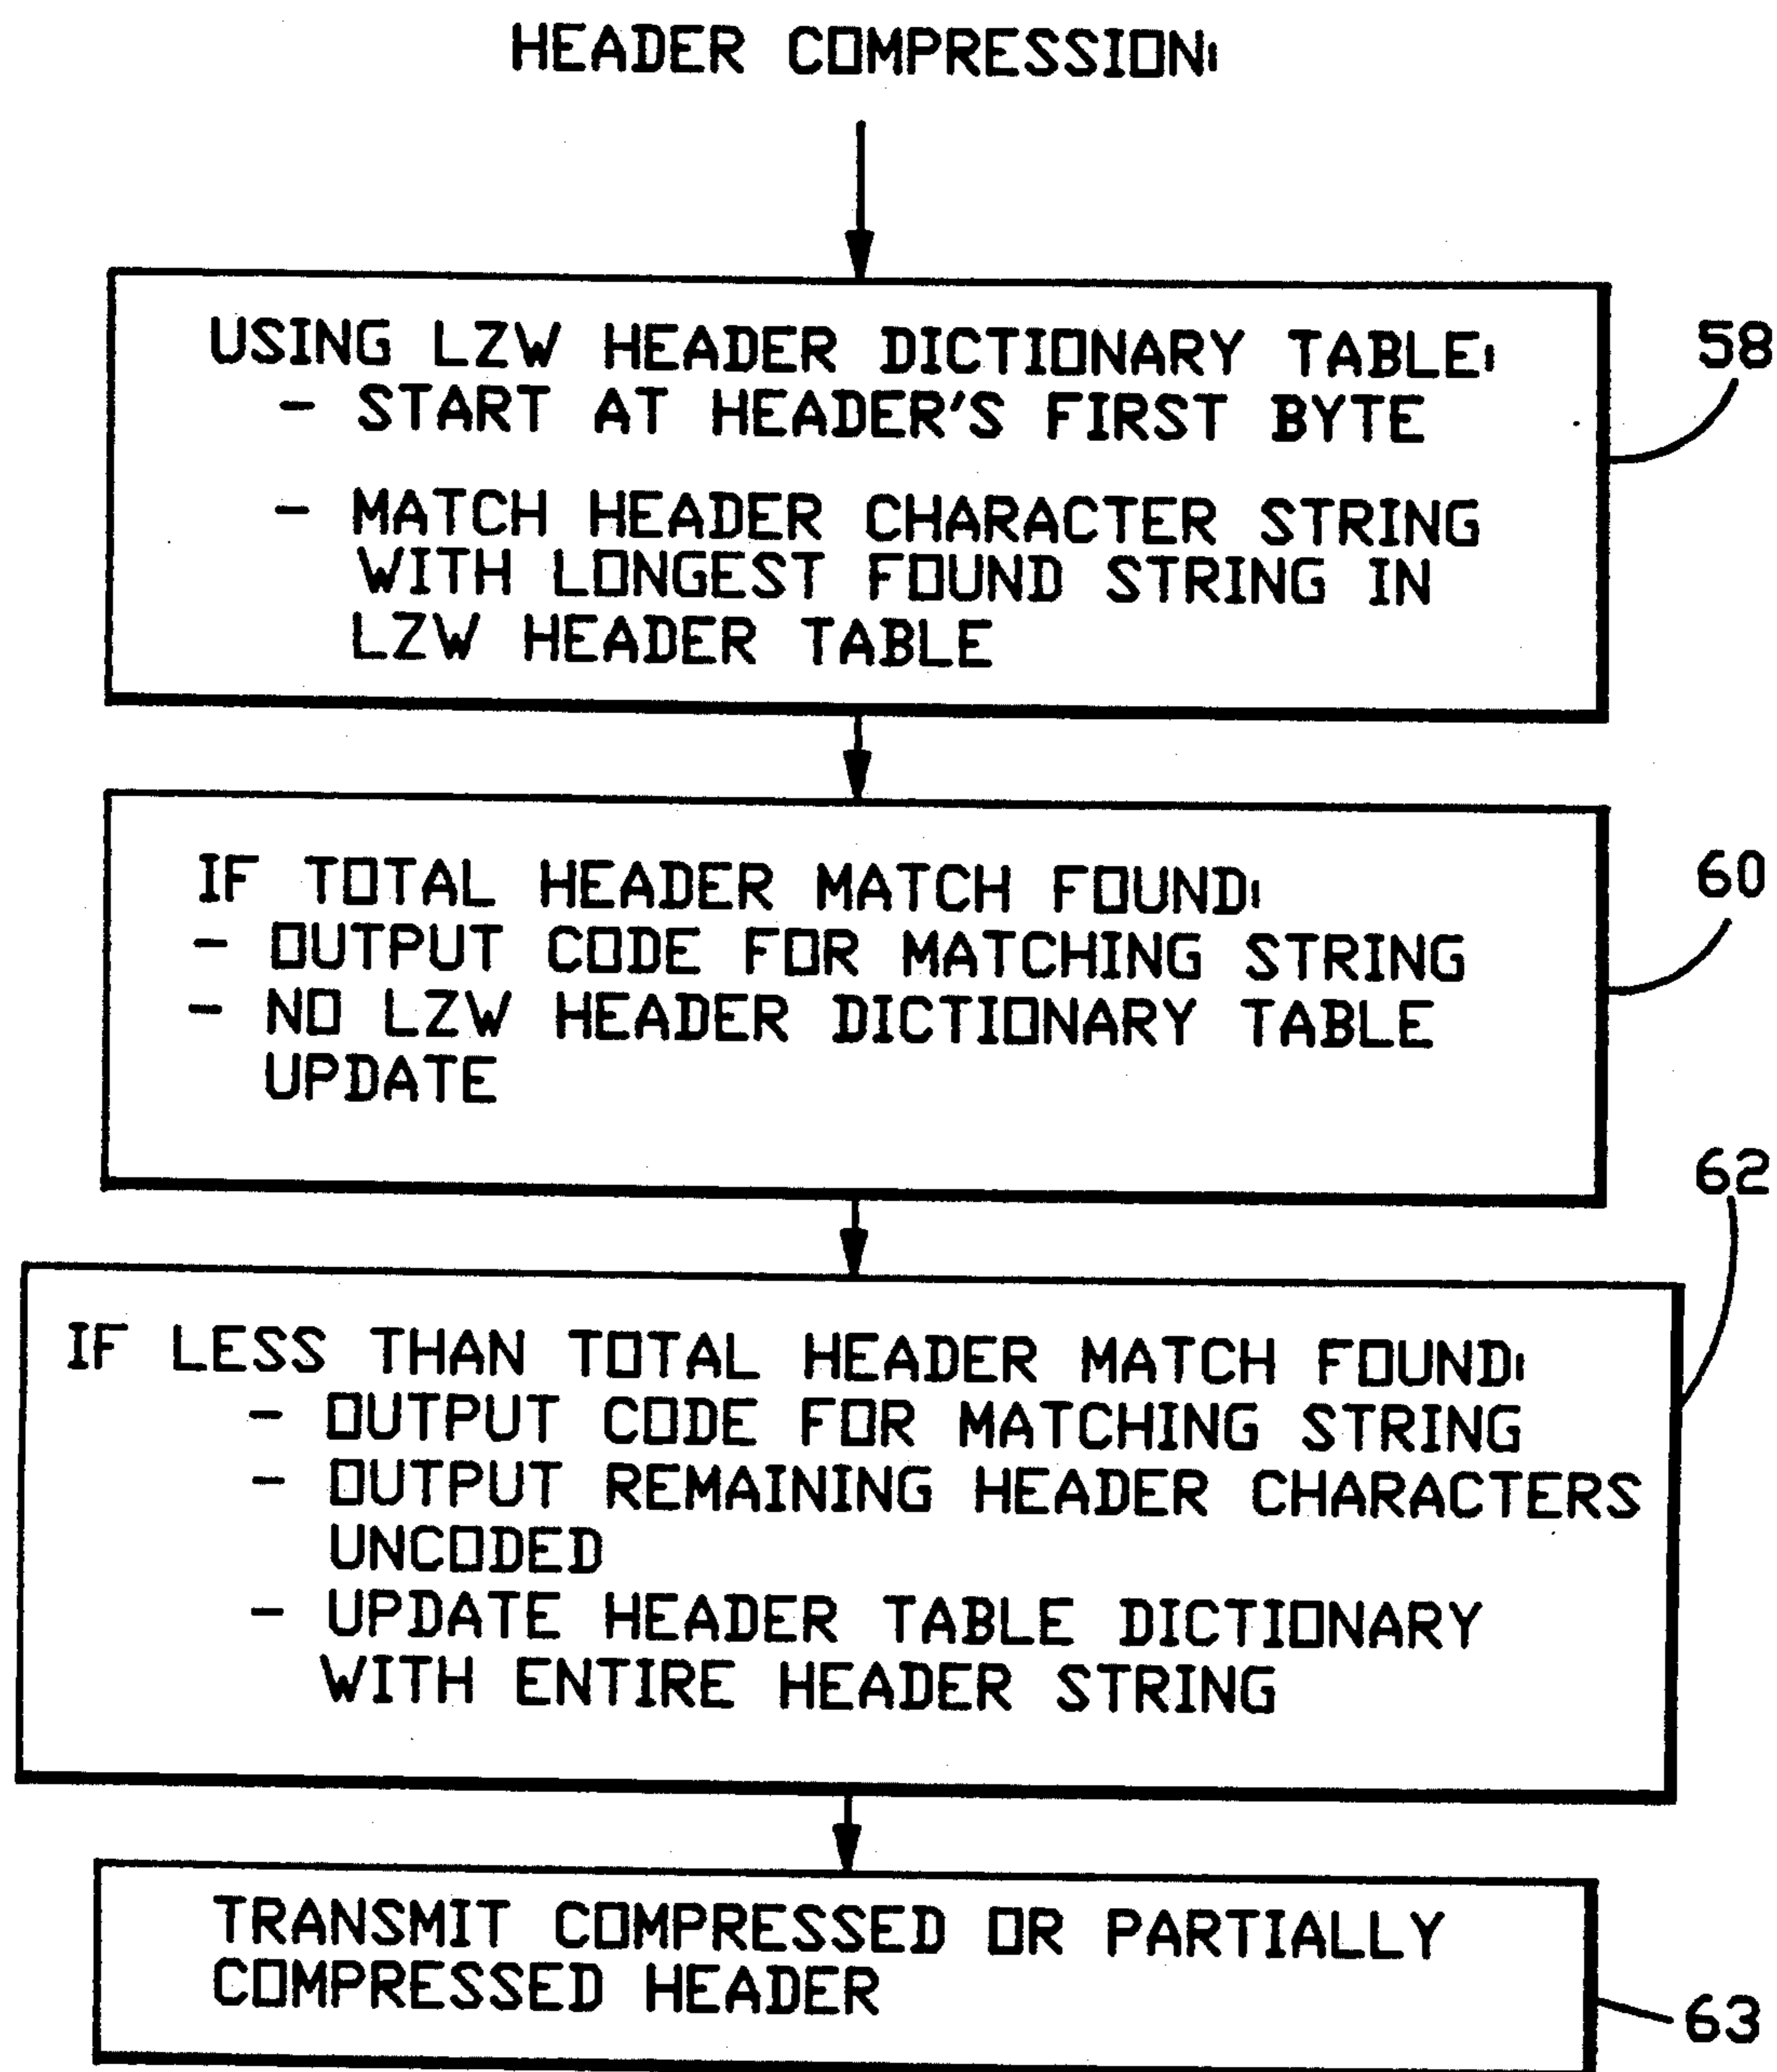 HEADER COMPRESSION:
USING LZW HEADER DICTIONARY TABLE:
- START AT HEADER'S FIRST BYTE
58
- MATCH HEADER CHARACTER STRING
WITH LONGEST FOUND STRING IN
LZW HEADER TABLE
IF TOTAL HEADER MATCH FOUND:
60
- OUTPUT CODE FOR MATCHING STRING
- NO LZW HEADER DICTIONARY TABLE
UPDATE
62
IF LESS THAN TOTAL HEADER MATCH FOUND:
- OUTPUT CODE FOR MATCHING STRING
- OUTPUT REMAINING HEADER CHARACTERS
UNCODED
- UPDATE HEADER TABLE DICTIONARY
WITH ENTIRE HEADER STRING
TRANSMIT COMPRESSED OR PARTIALLY
COMPRESSED HEADER
63